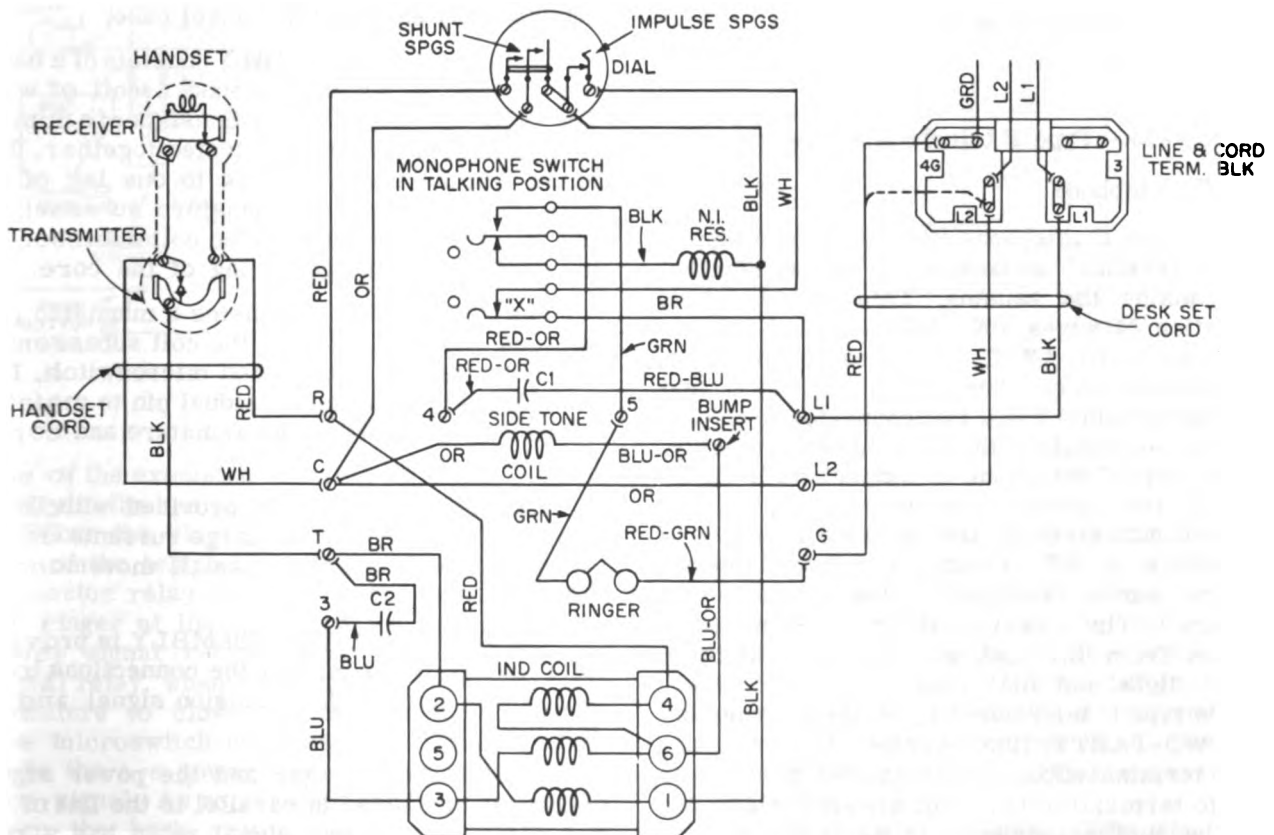 HANDSET
RECEIVER
TRANSMITTER
HANDSET
CORD
SHUNT
SPGS
IMPULSE SPGS
DIAL
MONOPHONE SWITCH
IN TALKING POSITION
RED
OR
BLK
WH
BLK
N.I.
RES.
BR
"X"
RED-OR
GRN
RED-OR
C1
RED-BLU
GRD
L2
L1
4G
3
L2
L1
LINE & CORD
TERM. BLK
DESK SET
CORD
RED
WH
BLK
BLK
RED
R
4
5
L1
SIDE TONE
COIL
OR
BLU-OR
BUMP
INSERT
WH
C
OR
L2
GRN
RED-GRN
G
T
BR
BR
C2
3
BLU
RED
RINGER
BLU-OR
BLK
BLU
IND COIL
2
5
3
4
6
1